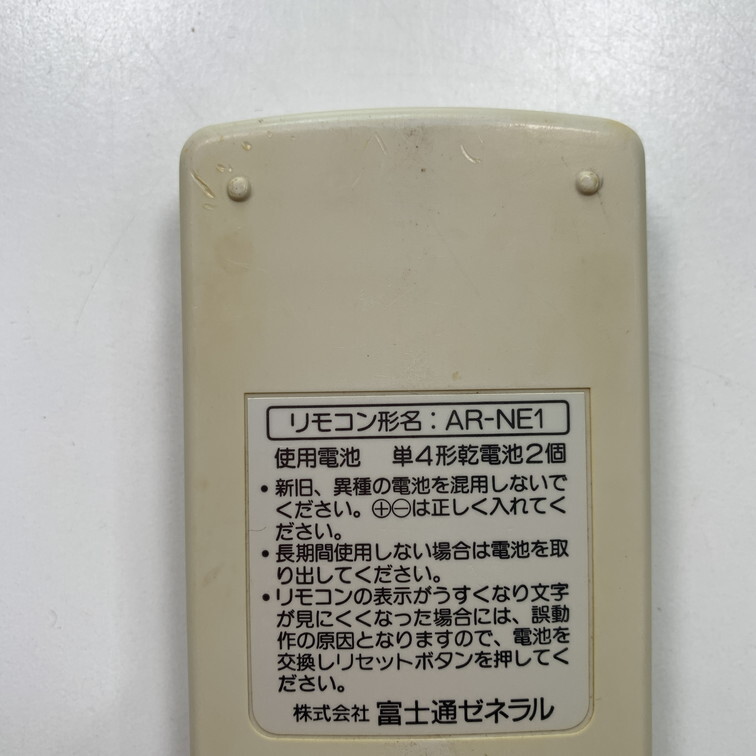 リモコン形名：AR-NE1
使用電池　単4形乾電池2個
・新旧、異種の電池を混用しないで
ください。⊕⊖は正しく入れてく
ださい。
・長期間使用しない場合は電池を取
り出してください。
・リモコンの表示がうすくなり文字
が見にくくなった場合には、誤動
作の原因となりますので、電池を
交換しリセットボタンを押してく
ださい。
株式会社 富士通ゼネラル